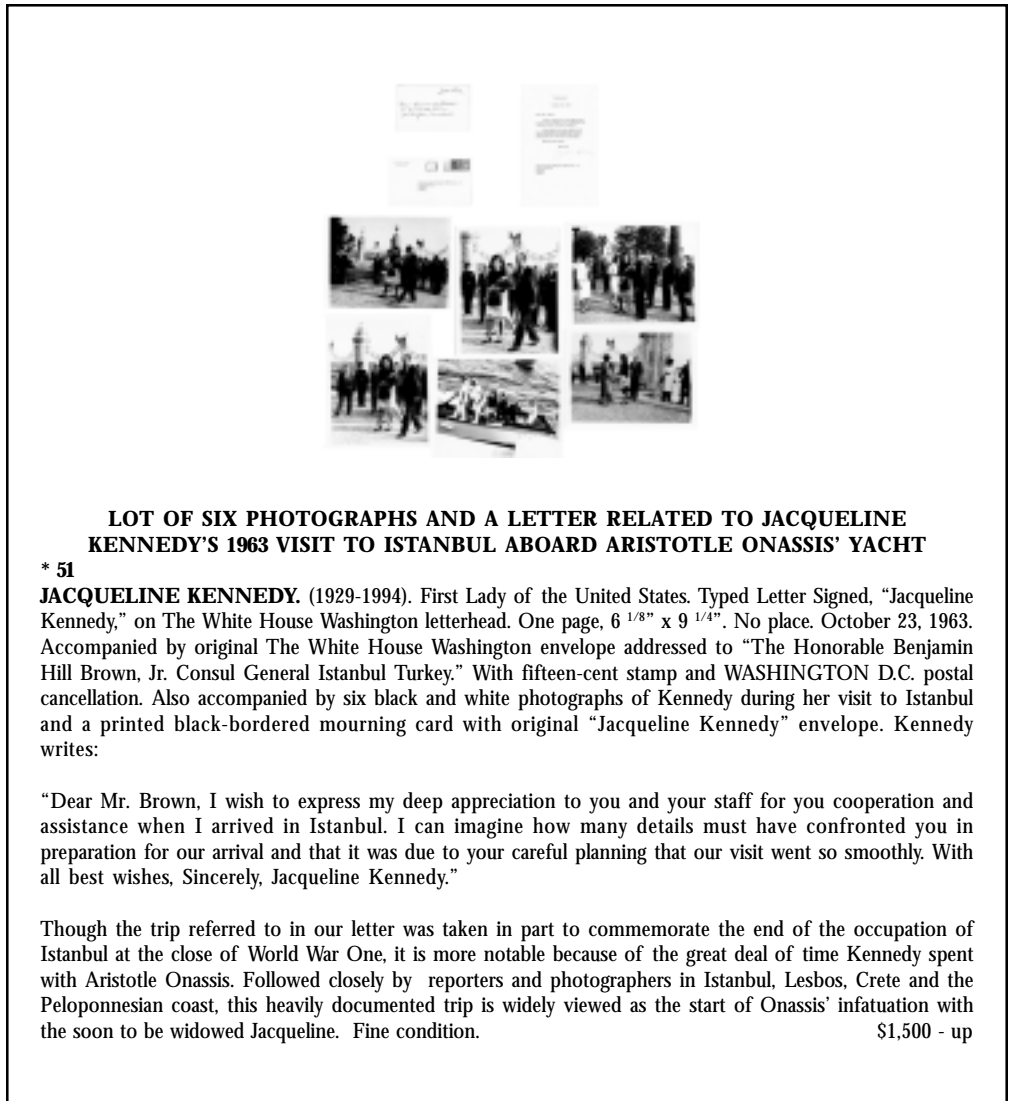 LOT OF SIX PHOTOGRAPHS AND A LETTER RELATED TO JACQUELINE
KENNEDY'S 1963 VISIT TO ISTANBUL ABOARD ARISTOTLE ONASSIS' YACHT
* 51
JACQUELINE KENNEDY. (1929-1994). First Lady of the United States. Typed Letter Signed, “Jacqueline
Kennedy,” on The White House Washington letterhead. One page, 6 1/8” x 9 1/4”. No place. October 23, 1963.
Accompanied by original The White House Washington envelope addressed to “The Honorable Benjamin
Hill Brown, Jr. Consul General Istanbul Turkey.” With fifteen-cent stamp and WASHINGTON D.C. postal
cancellation. Also accompanied by six black and white photographs of Kennedy during her visit to Istanbul
and a printed black-bordered mourning card with original “Jacqueline Kennedy” envelope. Kennedy
writes:
“Dear Mr. Brown, I wish to express my deep appreciation to you and your staff for you cooperation and
assistance when I arrived in Istanbul. I can imagine how many details must have confronted you in
preparation for our arrival and that it was due to your careful planning that our visit went so smoothly. With
all best wishes, Sincerely, Jacqueline Kennedy.”
Though the trip referred to in our letter was taken in part to commemorate the end of the occupation of
Istanbul at the close of World War One, it is more notable because of the great deal of time Kennedy spent
with Aristotle Onassis. Followed closely by reporters and photographers in Istanbul, Lesbos, Crete and the
Peloponnesian coast, this heavily documented trip is widely viewed as the start of Onassis' infatuation with
the soon to be widowed Jacqueline. Fine condition. $1,500 - up